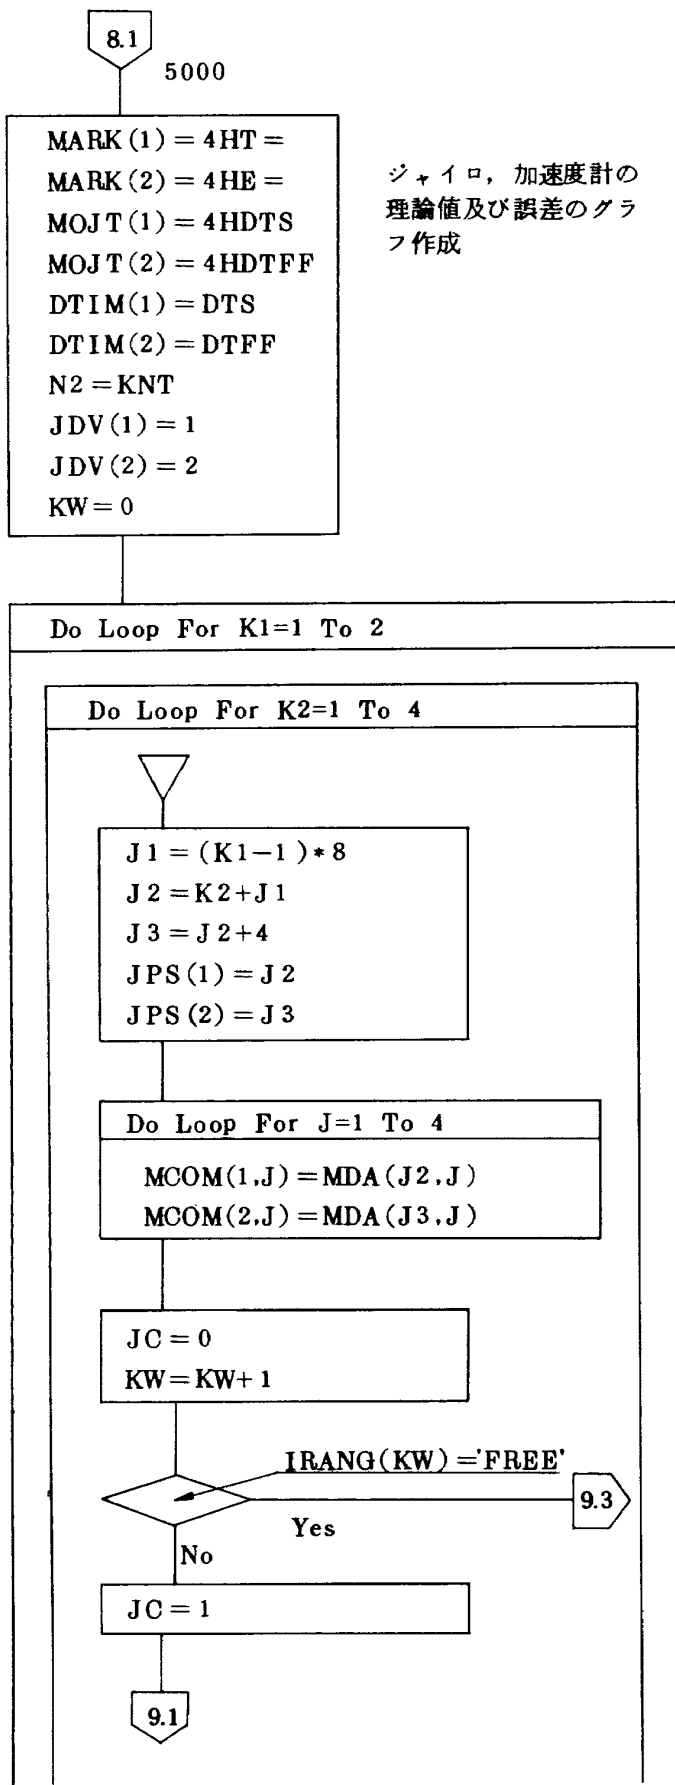 8.1
5000
MARK(1)=4HT=
MARK(2)=4HE=
MOJT(1)=4HDTS
MOJT(2)=4HDTFF
DTIM(1)=DTS
DTIM(2)=DTFF
N2=KNT
JDV(1)=1
JDV(2)=2
KW=0
ジャイロ，加速度計の
理論値及び誤差のグラ
フ作成
Do Loop For K1=1 To 2
Do Loop For K2=1 To 4
J1=(K1-1)*8
J2=K2+J1
J3=J2+4
JPS(1)=J2
JPS(2)=J3
Do Loop For J=1 To 4
MCOM(1,J)=MDA(J2,J)
MCOM(2,J)=MDA(J3,J)
JC=0
KW=KW+1
IRANG(KW)='FREE'
9.3
Yes
No
JC=1
9.1